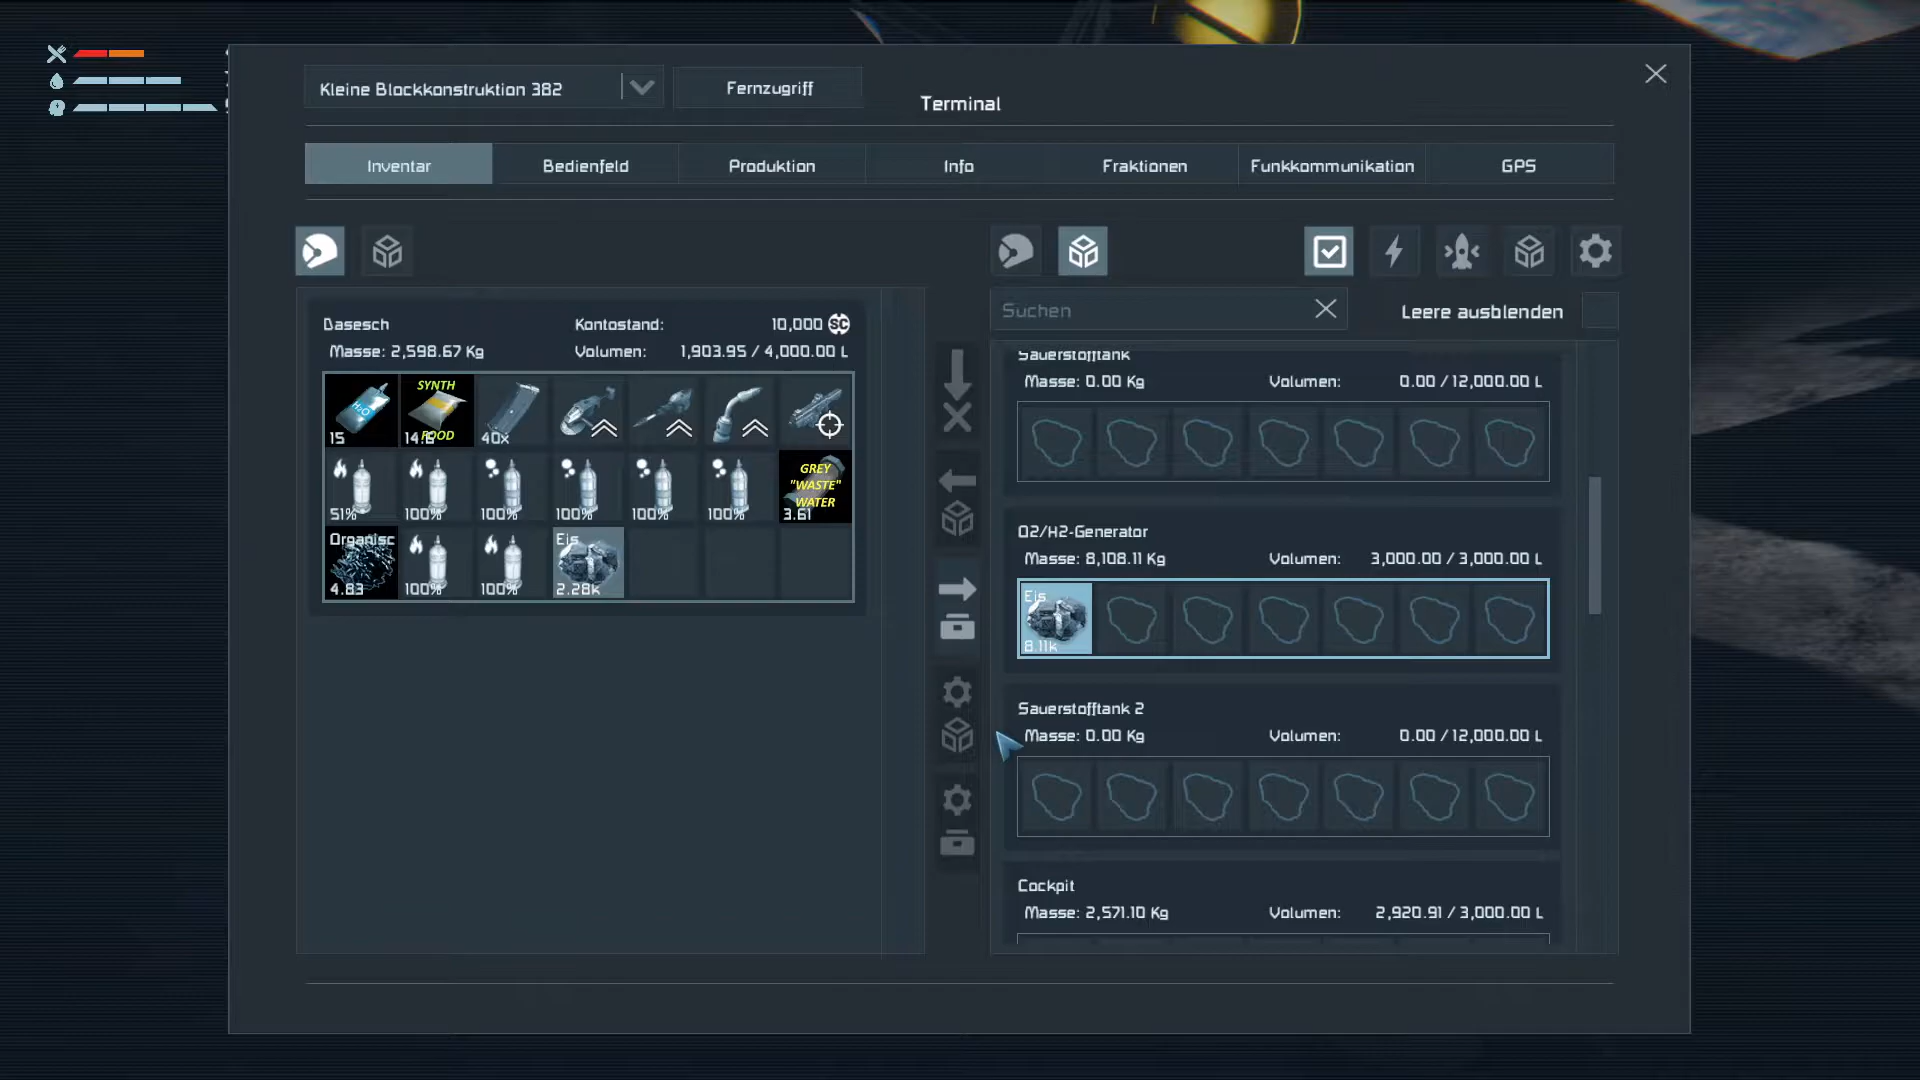 Kleine Blockkonstruktion 382
Fernzugriff
Terminal
Inventar
Bedienfeld
Produktion
Info
Fraktionen
Funkkommunikation
GPS
Suchen
Leere ausblenden
Dasesch
Kontostand: 10,000 SC
Masse: 2,598.67 Kg
Volumen: 1,903.95 / 4,000.00 L
H2O
15
SYNTH
FOOD
40x
51%
100%
100%
100%
100%
100%
GREY
"WASTE"
WATER
3.61
Organisc
4.83
100%
100%
Eis
2.28k
Sauerstofftank
Masse: 0.00 Kg
Volumen: 0.00 / 12,000.00 L
O2/H2-Generator
Masse: 8,108.11 Kg
Volumen: 3,000.00 / 3,000.00 L
Eis
8.11k
Sauerstofftank 2
Masse: 0.00 Kg
Volumen: 0.00 / 12,000.00 L
Cockpit
Masse: 2,571.10 Kg
Volumen: 2,920.91 / 3,000.00 L